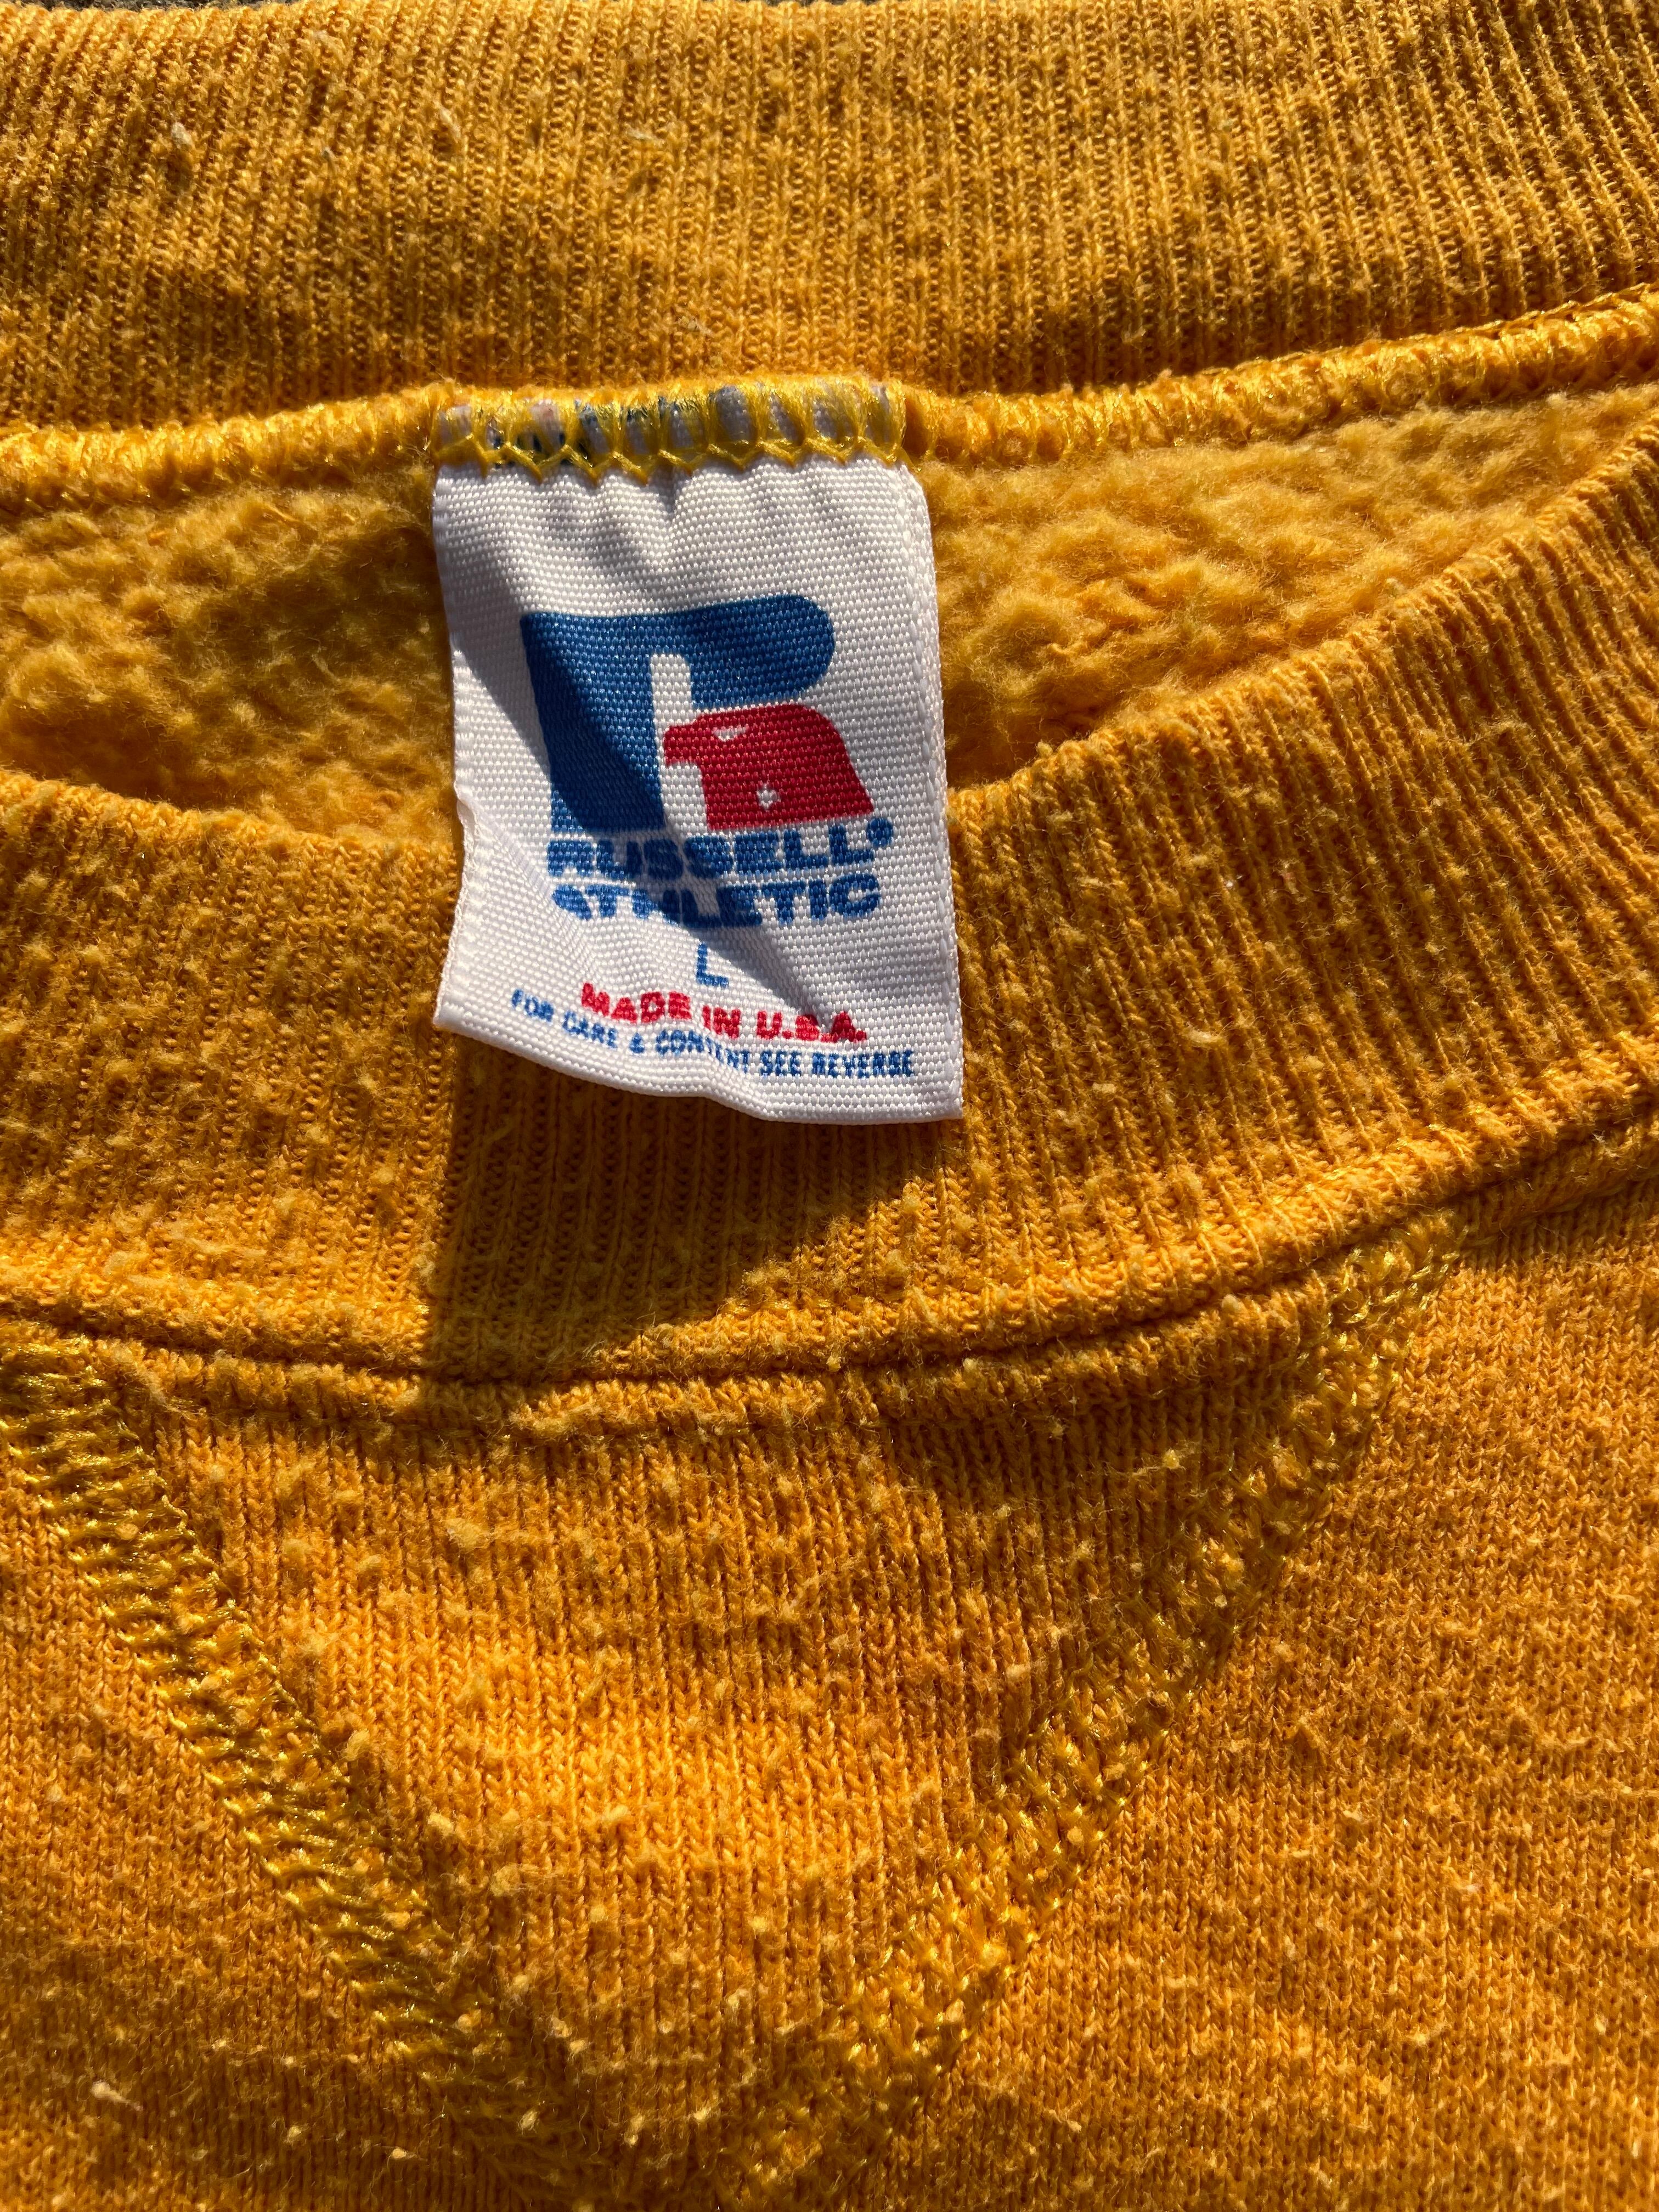 R
RUSSELL®
ATHLETIC
L
MADE IN U.S.A.
FOR CARE & CONTENT SEE REVERSE